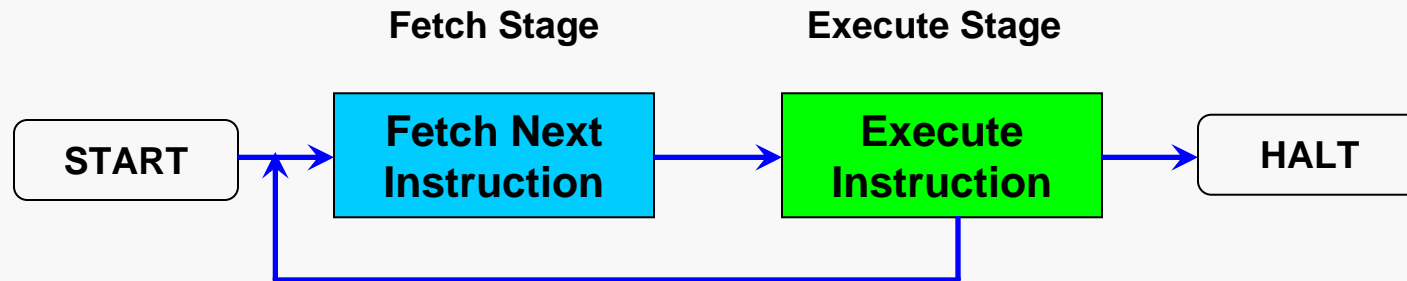 Fetch Stage
Execute Stage
START
Fetch Next
Instruction
Execute
Instruction
HALT